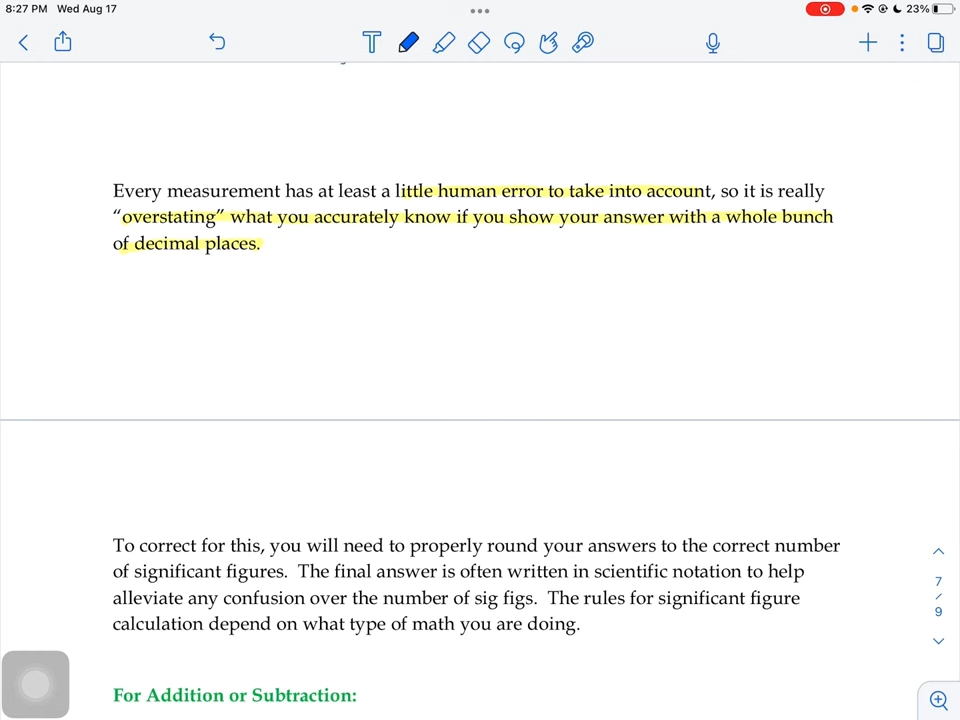 8:27 PM Wed Aug 17
23%
Every measurement has at least a little human error to take into account, so it is really
“overstating” what you accurately know if you show your answer with a whole bunch
of decimal places.
To correct for this, you will need to properly round your answers to the correct number
of significant figures.  The final answer is often written in scientific notation to help
alleviate any confusion over the number of sig figs.  The rules for significant figure
calculation depend on what type of math you are doing.
7
/
9
For Addition or Subtraction: